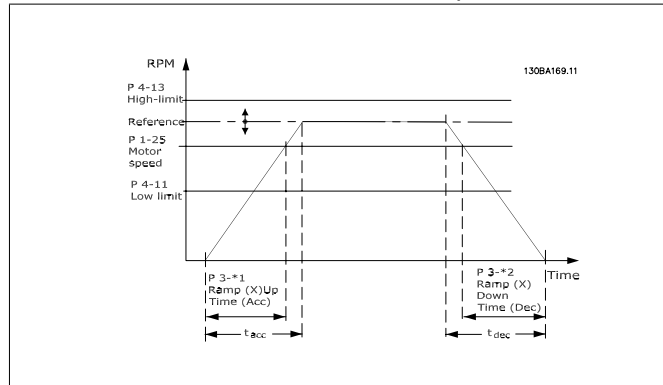 RPM
130BA169.11
P 4-13
High-limit
Reference
P 1-25
Motor
speed
P 4-11
Low limit
P 3-*1
Ramp (X)Up
Time (Acc)
P 3-*2
Ramp (X)
Down
Time (Dec)
Time
tacc
tdec